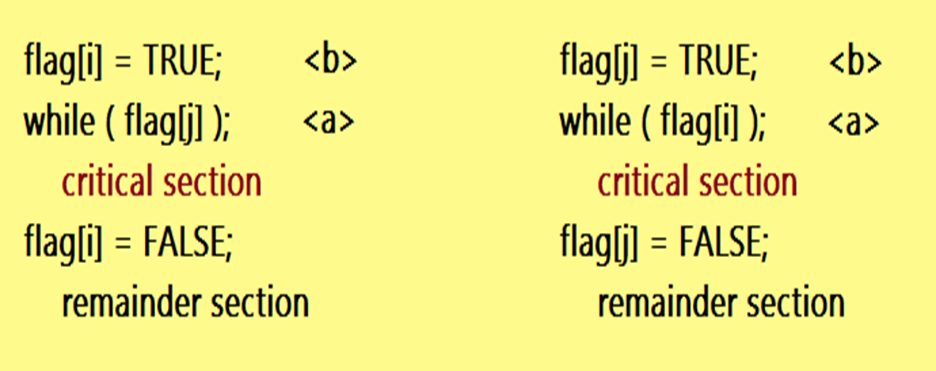 flag[i] = TRUE; <b>
while ( flag[j] ); <a>
critical section
flag[i] = FALSE;
remainder section
flag[j] = TRUE; <b>
while ( flag[i] ); <a>
critical section
flag[j] = FALSE;
remainder section